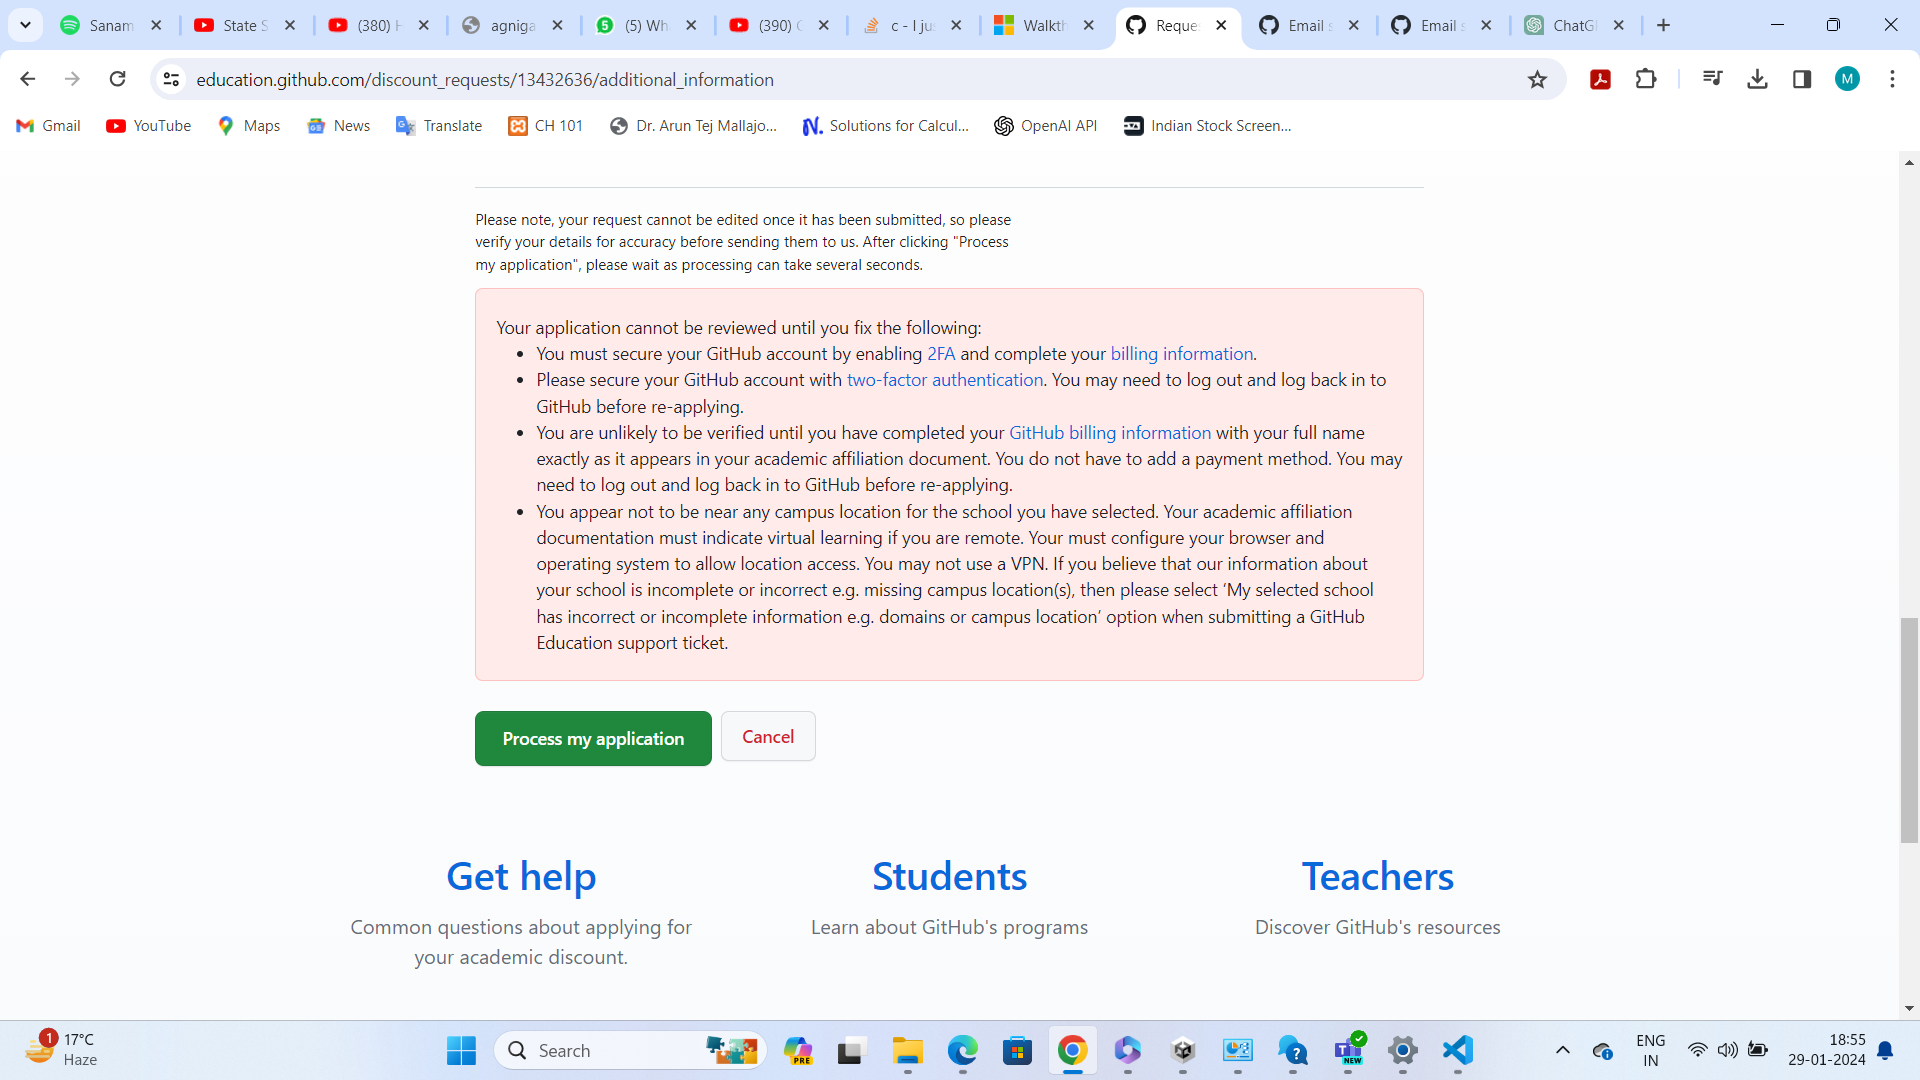 Sanam
State S
(380) H
agniga
(5) Wh
(390) C
c - I ju
Walkth
Reque
Email s
Email s
ChatG
education.github.com/discount_requests/13432636/additional_information
M
Gmail
YouTube
Maps
News
Translate
CH 101
Dr. Arun Tej Mallajo...
Solutions for Calcul...
OpenAI API
Indian Stock Screen...
Please note, your request cannot be edited once it has been submitted, so please
verify your details for accuracy before sending them to us. After clicking "Process
my application", please wait as processing can take several seconds.
Your application cannot be reviewed until you fix the following:
• You must secure your GitHub account by enabling 2FA and complete your billing information.
• Please secure your GitHub account with two-factor authentication. You may need to log out and log back in to
GitHub before re-applying.
• You are unlikely to be verified until you have completed your GitHub billing information with your full name
exactly as it appears in your academic affiliation document. You do not have to add a payment method. You may
need to log out and log back in to GitHub before re-applying.
• You appear not to be near any campus location for the school you have selected. Your academic affiliation
documentation must indicate virtual learning if you are remote. Your must configure your browser and
operating system to allow location access. You may not use a VPN. If you believe that our information about
your school is incomplete or incorrect e.g. missing campus location(s), then please select ‘My selected school
has incorrect or incomplete information e.g. domains or campus location’ option when submitting a GitHub
Education support ticket.
Process my application
Cancel
Get help
Common questions about applying for
your academic discount.
Students
Learn about GitHub's programs
Teachers
Discover GitHub's resources
1
17°C
Haze
Search
PRE
NEW
ENG
IN
18:55
29-01-2024